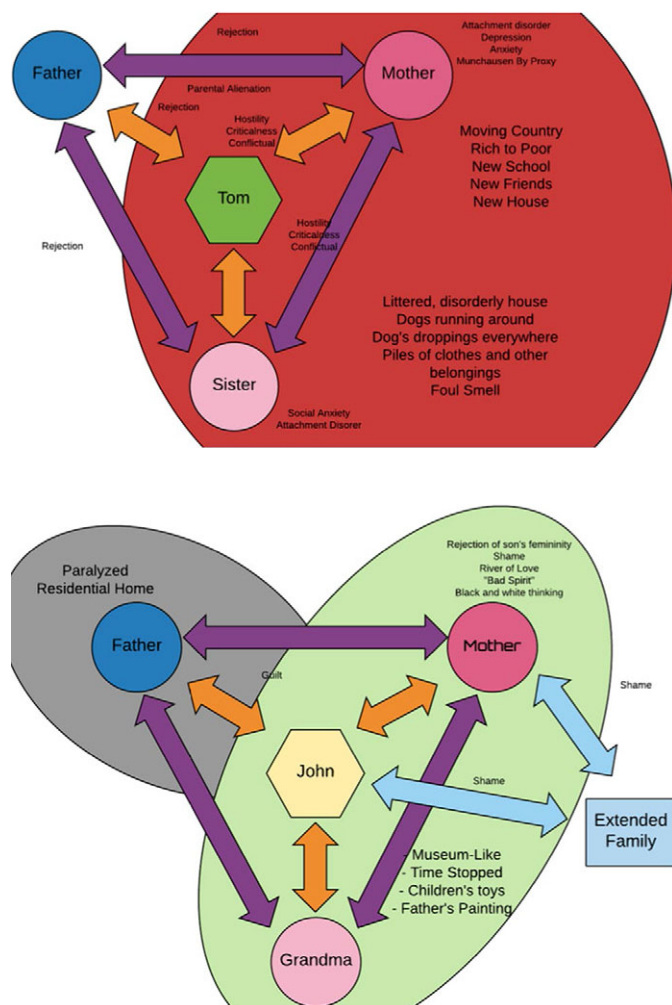 Rejection
Attachment disorder
Depression
Anxiety
Munchausen By Proxy
Father
Mother
Parental Alienation
Rejection
Hostility
Criticalness
Conflictual
Moving Country
Rich to Poor
New School
New Friends
New House
Tom
Rejection
Hostility
Criticalness
Conflictual
Littered, disorderly house
Dogs running around
Dog's droppings everywhere
Piles of clothes and other
belongings
Foul Smell
Sister
Social Anxiety
Attachment Disorer
Rejection of son's femininity
Shame
River of Love
"Bad Spirit"
Black and white thinking
Paralyzed
Residential Home
Father
Mother
Guilt
Shame
John
Shame
Extended
Family
- Museum-Like
- Time Stopped
- Children's toys
- Father's Painting
Grandma